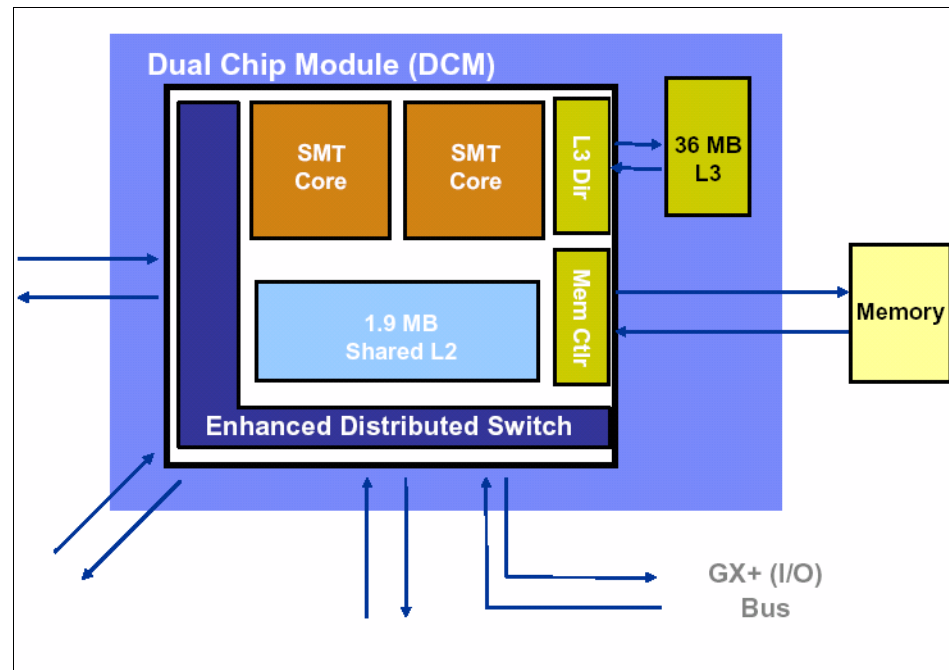 Dual Chip Module (DCM)
SMT
Core
SMT
Core
L3 Dir
36 MB
L3
1.9 MB
Shared L2
Mem Ctlr
Memory
Enhanced Distributed Switch
GX+ (I/O)
Bus